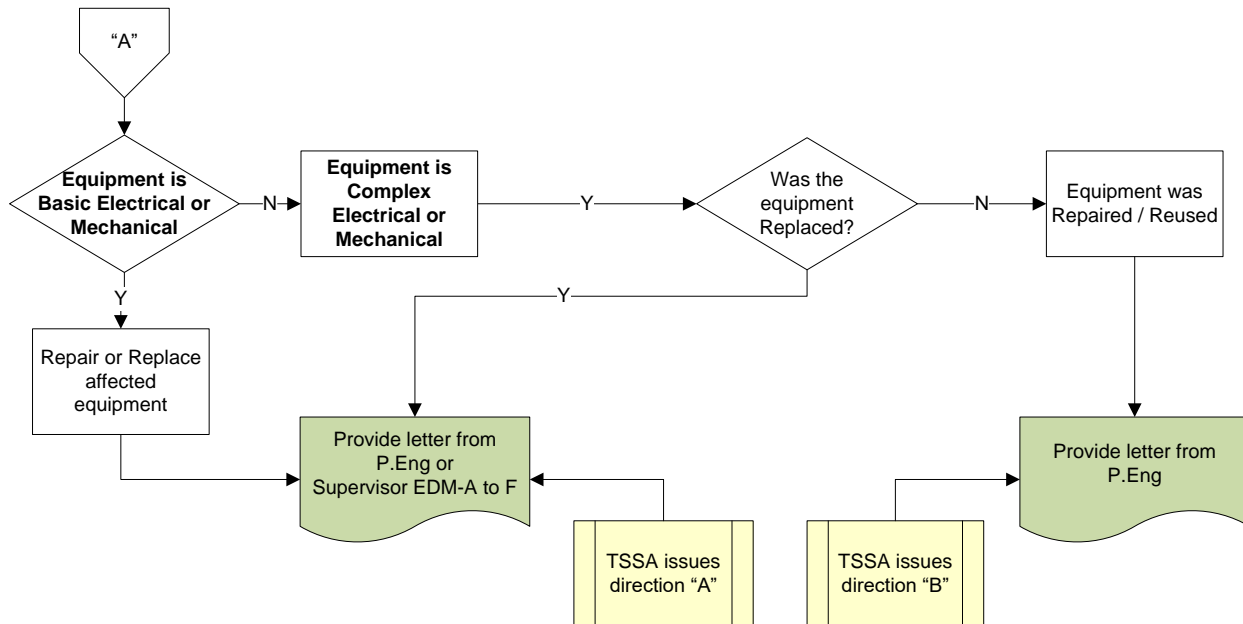 “A”
Equipment is
Basic Electrical or
Mechanical
N
Equipment is
Complex
Electrical or
Mechanical
Y
Was the
equipment
Replaced?
N
Equipment was
Repaired / Reused
Y
Y
Repair or Replace
affected
equipment
Provide letter from
P.Eng or
Supervisor EDM-A to F
Provide letter from
P.Eng
TSSA issues
direction “A”
TSSA issues
direction “B”